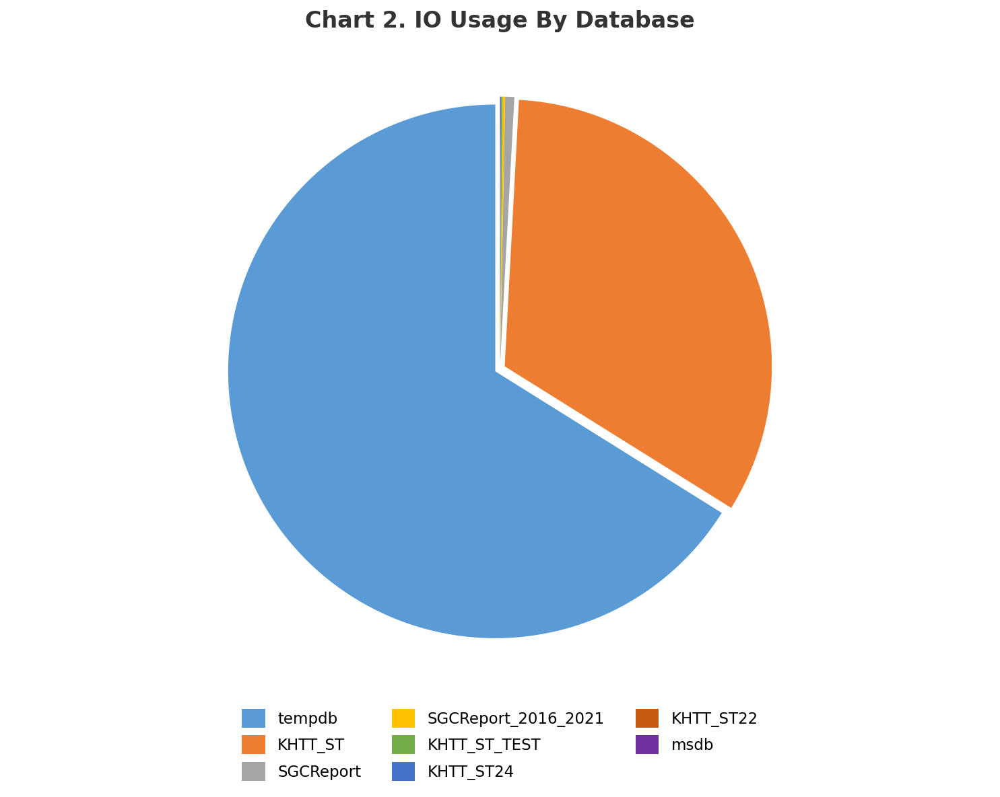 Chart 2. IO Usage By Database
tempdb
KHTT_ST
SGCReport
SGCReport_2016_2021
KHTT_ST_TEST
KHTT_ST24
KHTT_ST22
msdb